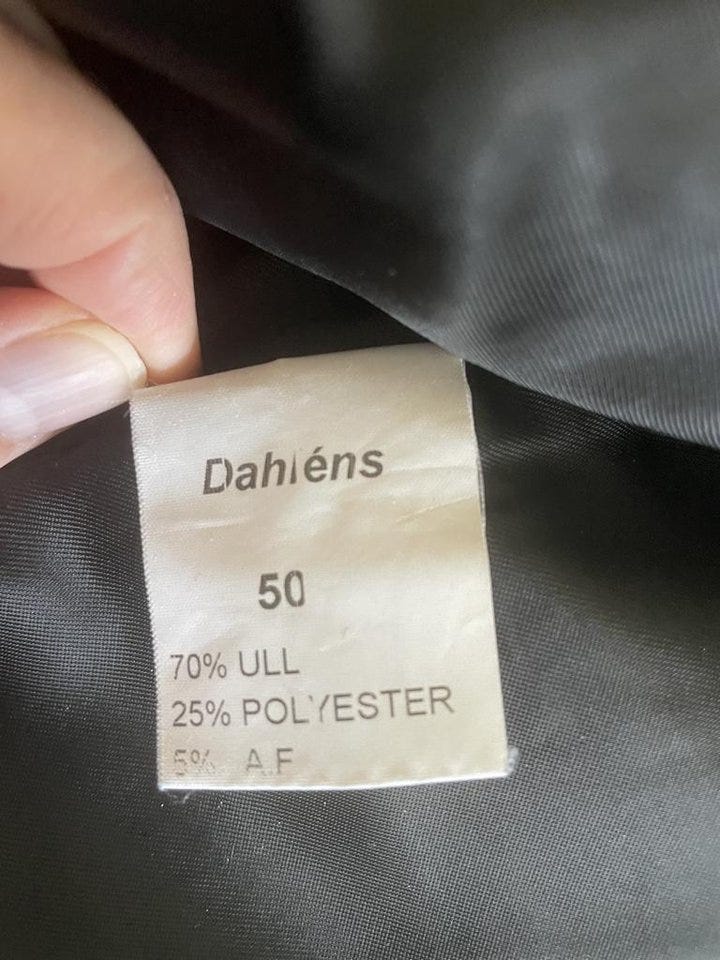 Dahléns
50
70% ULL
25% POLYESTER
5% A.F